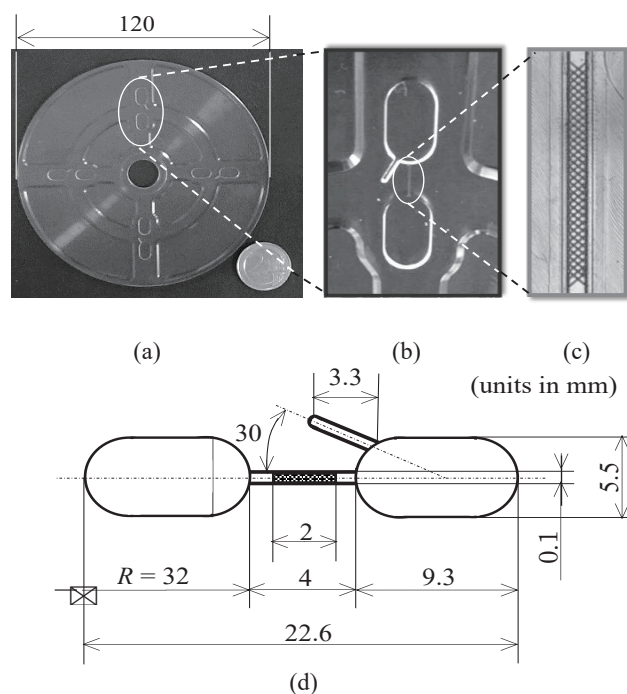 120
(a)
(b)
(c)
3.3
(units in mm)
30
5.5
2
0.1
R = 32
4
9.3
22.6
(d)